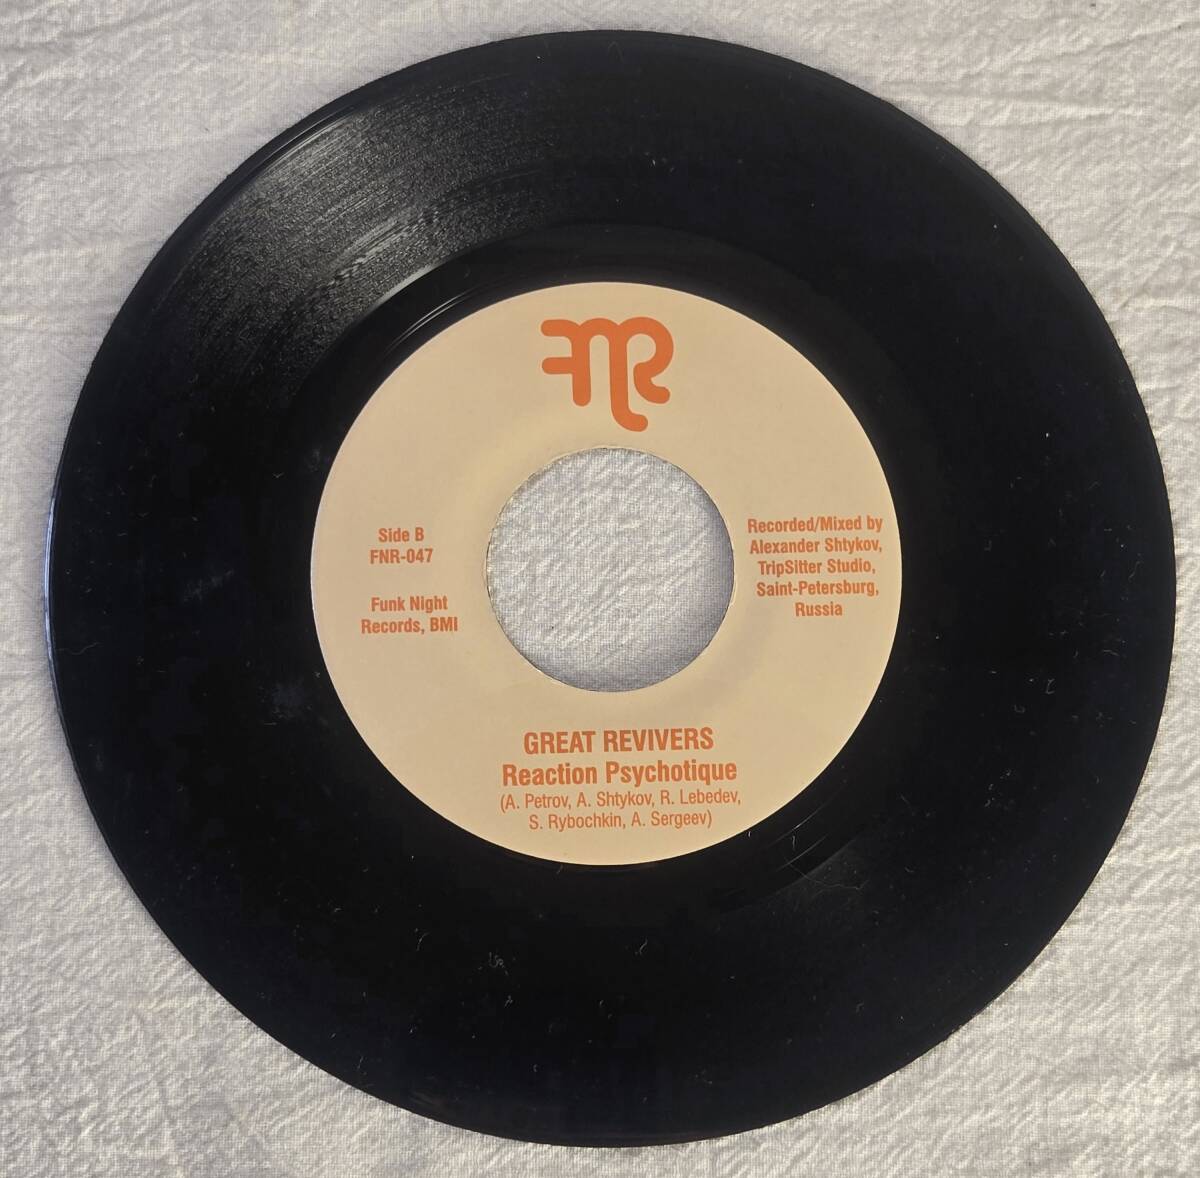 FNR
Side B
FNR-047
Funk Night
Records, BMI
Recorded/Mixed by
Alexander Shtykov,
TripSitter Studio,
Saint-Petersburg,
Russia
GREAT REVIVERS
Reaction Psychotique
(A. Petrov, A. Shtykov, R. Lebedev,
S. Rybochkin, A. Sergeev)